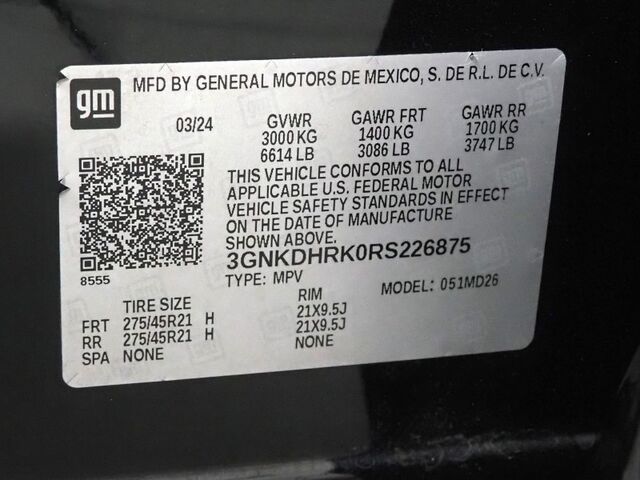 gm
MFD BY GENERAL MOTORS DE MEXICO, S. DE R.L. DE C.V.
03/24 GVWR GAWR FRT GAWR RR
3000 KG 1400 KG 1700 KG
6614 LB 3086 LB 3747 LB
THIS VEHICLE CONFORMS TO ALL
APPLICABLE U.S. FEDERAL MOTOR
VEHICLE SAFETY STANDARDS IN EFFECT
ON THE DATE OF MANUFACTURE
SHOWN ABOVE.
3GNKDHRK0RS226875
8555
TYPE: MPV MODEL: 051MD26
TIRE SIZE RIM
FRT 275/45R21 H 21X9.5J
RR 275/45R21 H 21X9.5J
SPA NONE NONE